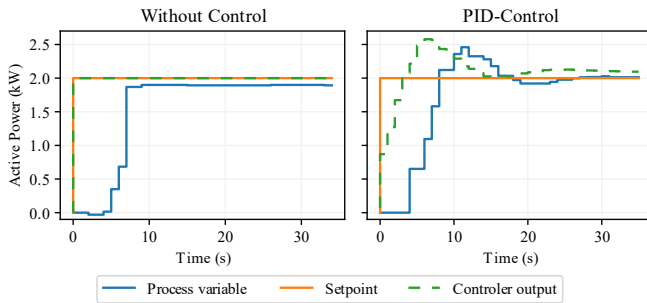 Without Control
PID-Control
Active Power (kW)
2.5
2.0
1.5
1.0
0.5
0.0
0
10
20
30
0
10
20
30
Time (s)
Time (s)
Process variable
Setpoint
Controler output